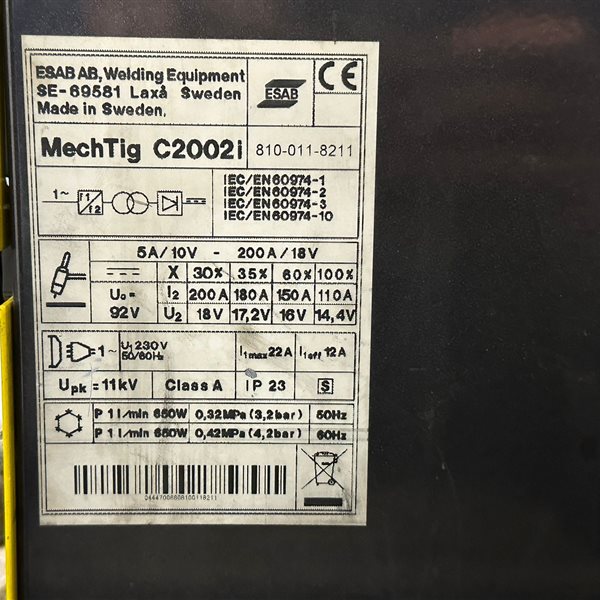 ESAB AB, Welding Equipment
SE-69581 Laxå Sweden
Made in Sweden.
ESAB
CE
MechTig C2002i 810-011-8211
1~ f1 f2
IEC/EN60974-1
IEC/EN60974-2
IEC/EN60974-3
IEC/EN60974-10
5A/10V - 200A/18V
X 30% 35% 60% 100%
U₀= I₂ 200A 180A 150A 110A
92V U₂ 18V 17,2V 16V 14,4V
1~ U₁230V I₁max22A I₁eff 12A
50/60Hz
Upk =11kV Class A IP 23 S
P 1 l/min 650W 0,32MPa(3,2bar) 50Hz
P 1 l/min 650W 0,42MPa(4,2bar) 60Hz